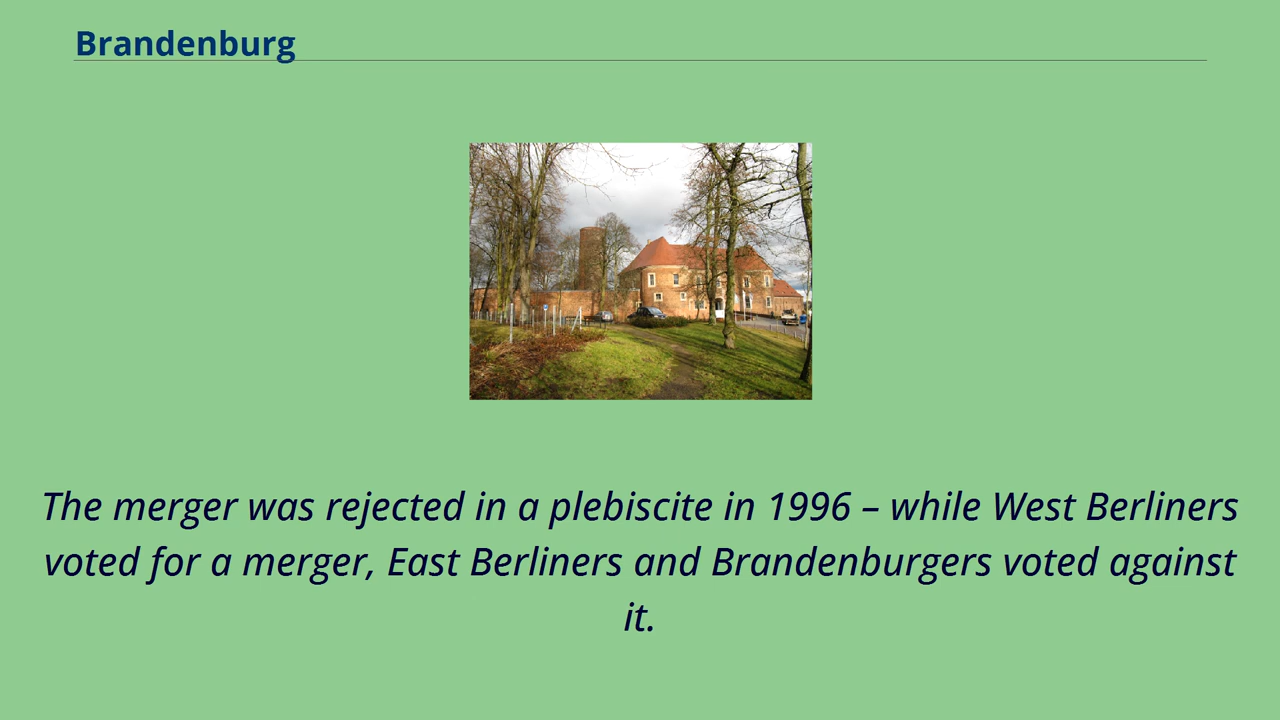 Brandenburg
The merger was rejected in a plebiscite in 1996 – while West Berliners
voted for a merger, East Berliners and Brandenburgers voted against
it.